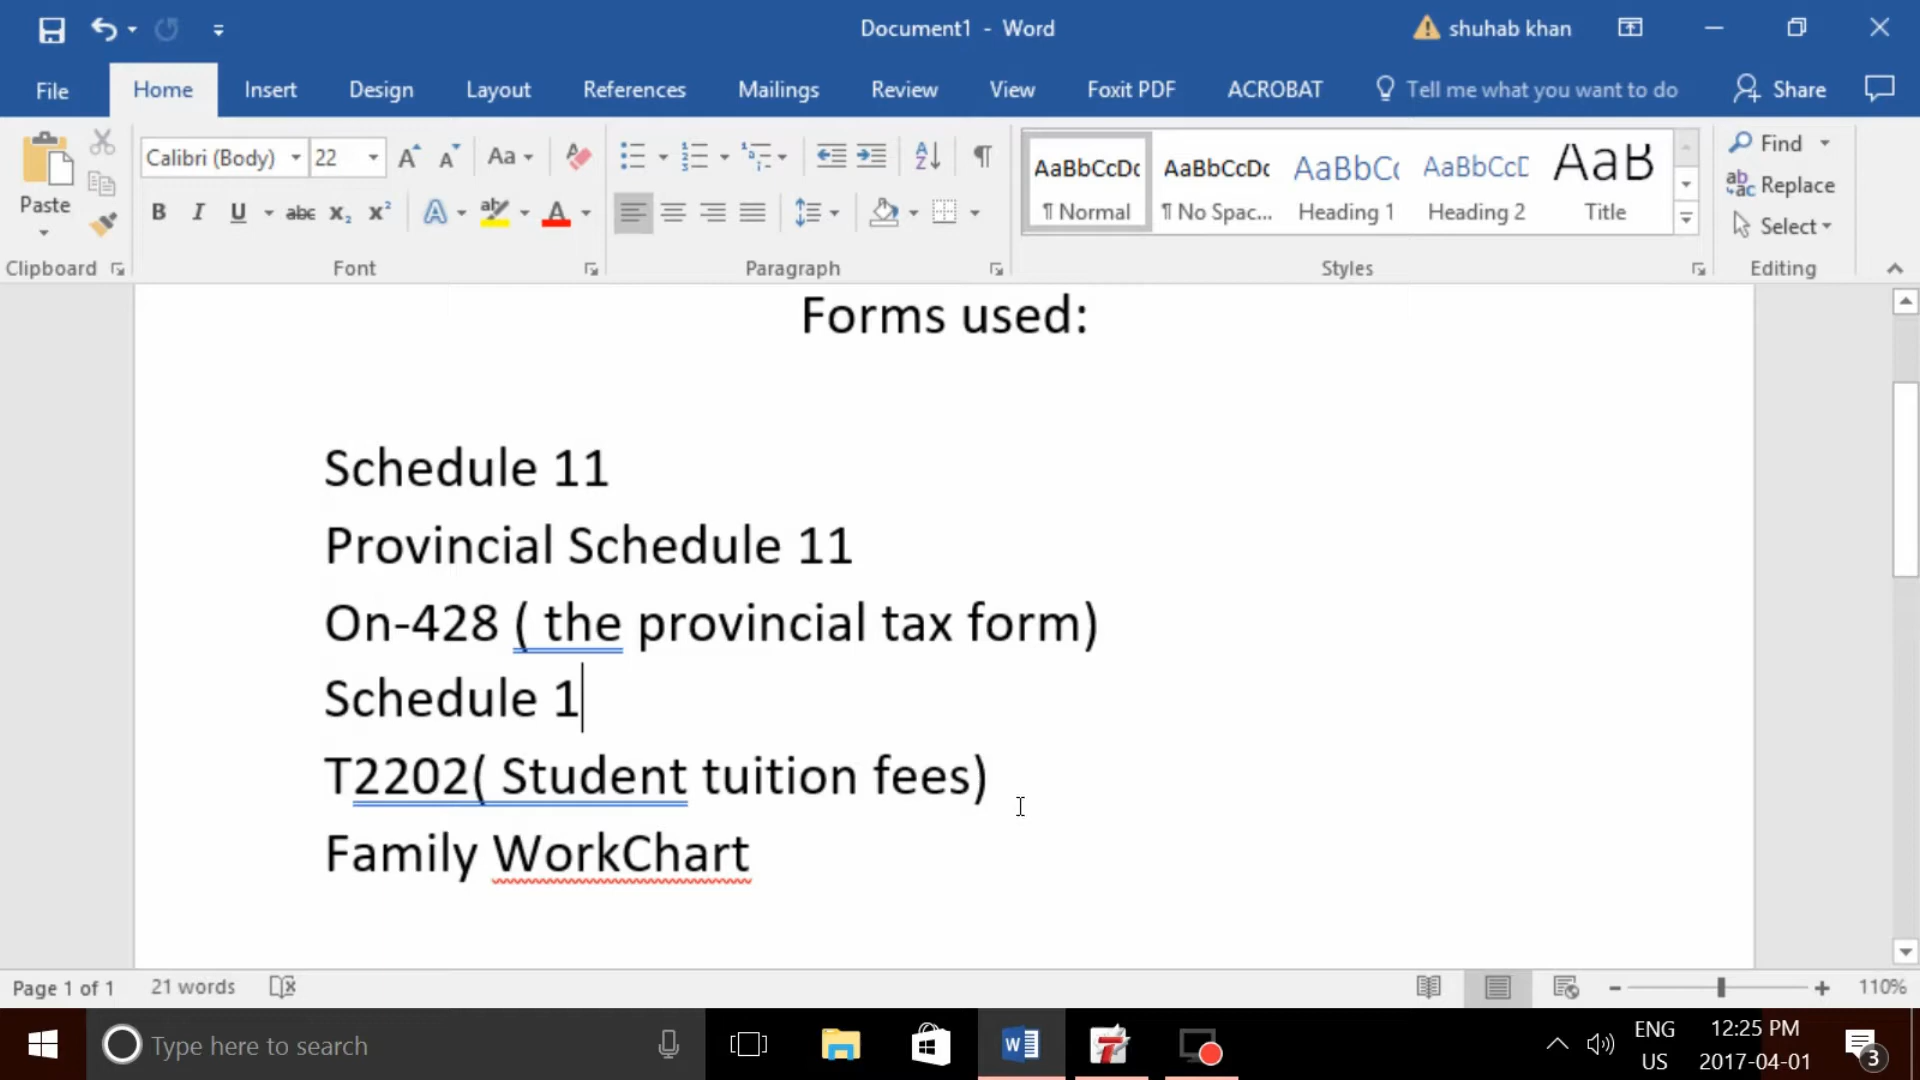 Document1 - Word
shuhab khan
File Home Insert Design Layout References Mailings Review View Foxit PDF ACROBAT Tell me what you want to do Share
Paste
Calibri (Body) 22 Aa
B I U abc X₂ X² A ab A
AaBbCcDc AaBbCcDc AaBbCc AaBbCcD AaB
¶ Normal ¶ No Spac... Heading 1 Heading 2 Title
Find
Replace
Select
Clipboard Font Paragraph Styles Editing
Forms used:
Schedule 11
Provincial Schedule 11
On-428 ( the provincial tax form)
Schedule 1
T2202( Student tuition fees)
Family WorkChart
Page 1 of 1 21 words 110%
Type here to search
ENG
US
12:25 PM
2017-04-01
3